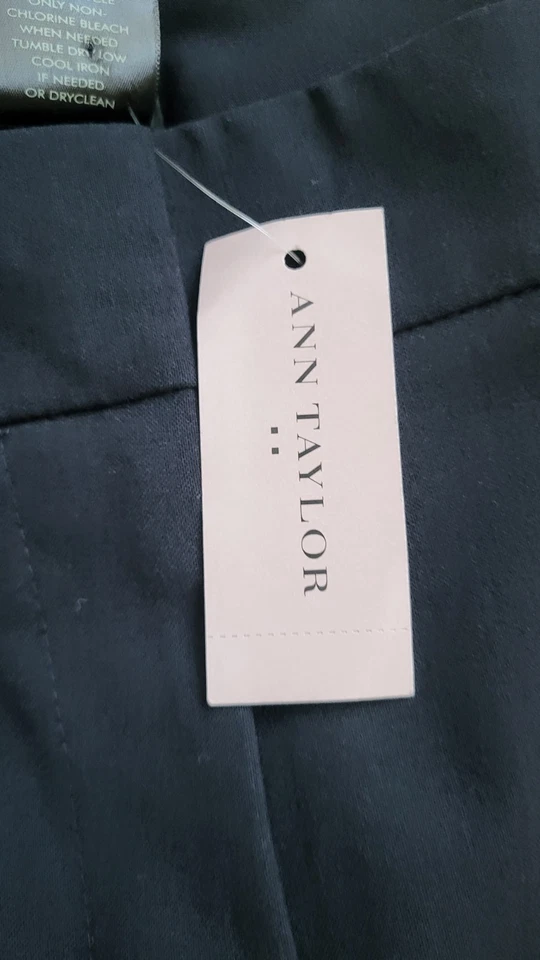 ONLY NON-
CHLORINE BLEACH
WHEN NEEDED
TUMBLE DRY LOW
COOL IRON
IF NEEDED
OR DRYCLEAN
ANN TAYLOR